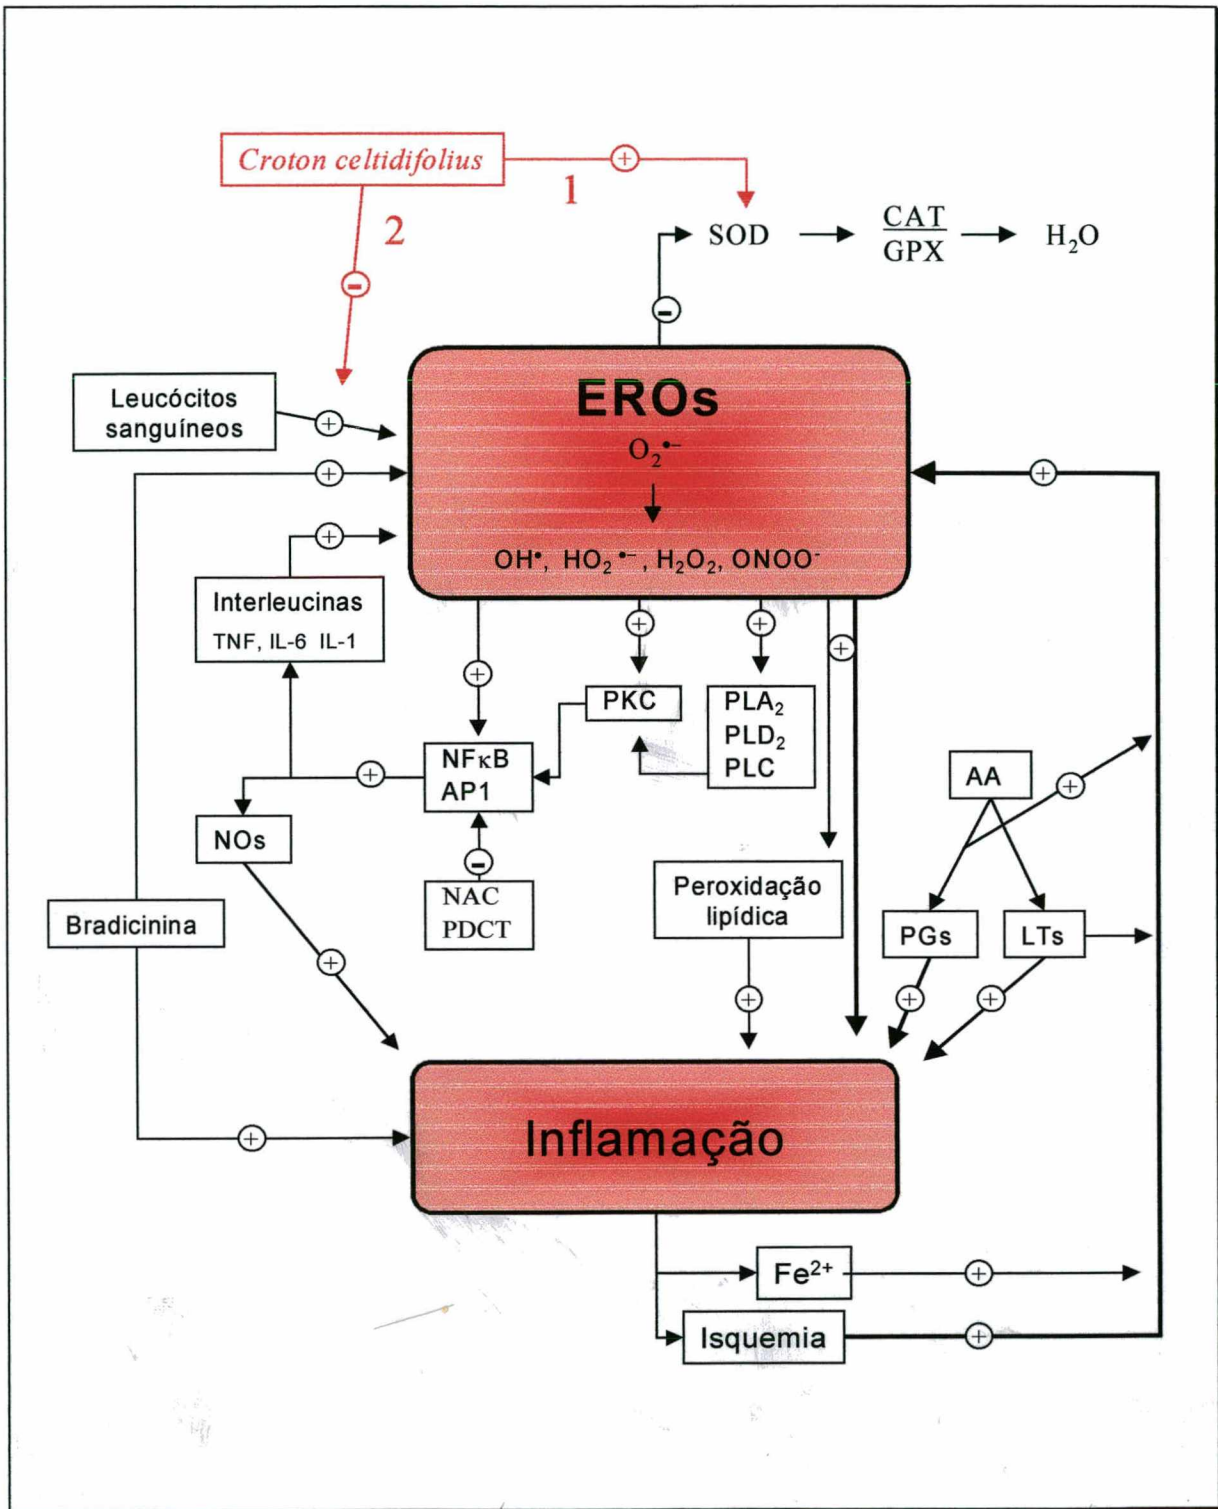 Croton celtidifolius
+
1
2
-
SOD
CAT
GPX
H₂O
-
EROs
O₂•−
OH•, HO₂•−, H₂O₂, ONOO-
Leucócitos
sanguíneos
+
+
+
+
Interleucinas
TNF, IL-6 IL-1
+
+
+
+
PKC
PLA₂
PLD₂
PLC
NFκB
AP1
+
NOs
-
NAC
PDCT
Bradicinina
+
Peroxidação
lipídica
+
AA
+
PGs
LTs
+
+
Inflamação
+
Fe²⁺
+
Isquemia
+